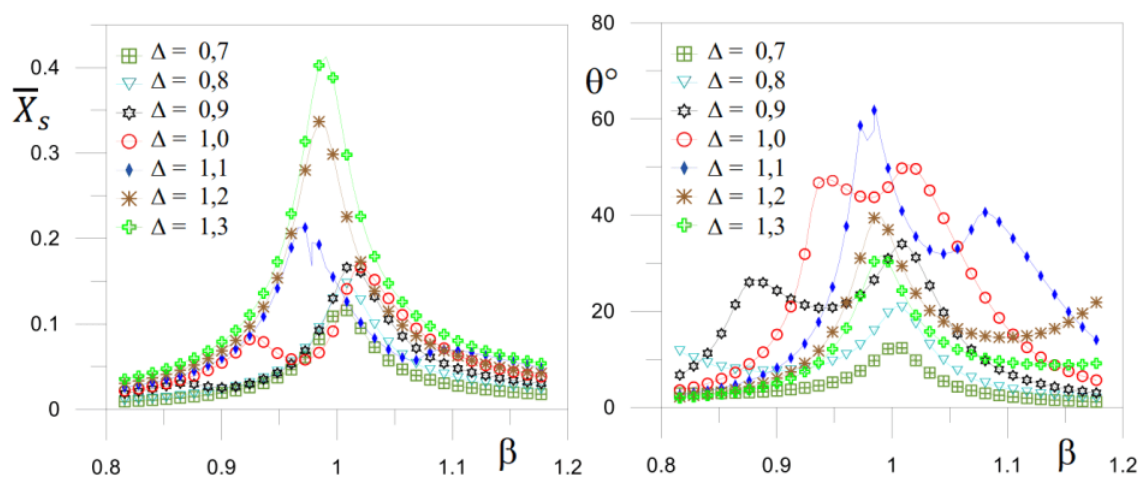 X̅s
0.4
0.3
0.2
0.1
0
0.8
0.9
1
β
1.1
1.2
Δ = 0,7
Δ = 0,8
Δ = 0,9
Δ = 1,0
Δ = 1,1
Δ = 1,2
Δ = 1,3
θ°
80
60
40
20
0
0.8
0.9
1
β
1.1
1.2
Δ = 0,7
Δ = 0,8
Δ = 0,9
Δ = 1,0
Δ = 1,1
Δ = 1,2
Δ = 1,3